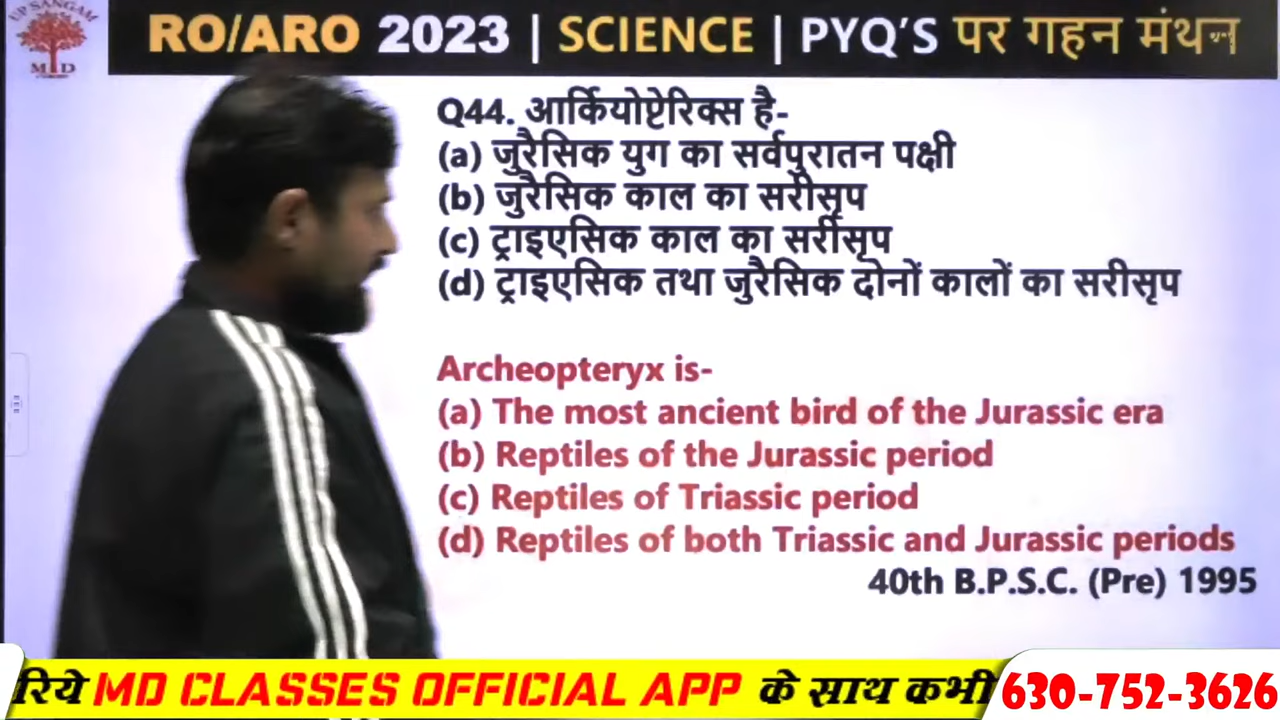 UP SANGAM
MD
RO/ARO 2023 | SCIENCE | PYQ'S पर गहन मंथन
Q44. आर्कियोप्टेरिक्स है-
(a) जुरैसिक युग का सर्वपुरातन पक्षी
(b) जुरैसिक काल का सरीसृप
(c) ट्राइएसिक काल का सरीसृप
(d) ट्राइएसिक तथा जुरैसिक दोनों कालों का सरीसृप
Archeopteryx is-
(a) The most ancient bird of the Jurassic era
(b) Reptiles of the Jurassic period
(c) Reptiles of Triassic period
(d) Reptiles of both Triassic and Jurassic periods
40th B.P.S.C. (Pre) 1995
रिये MD CLASSES OFFICIAL APP के साथ कभी
630-752-3626